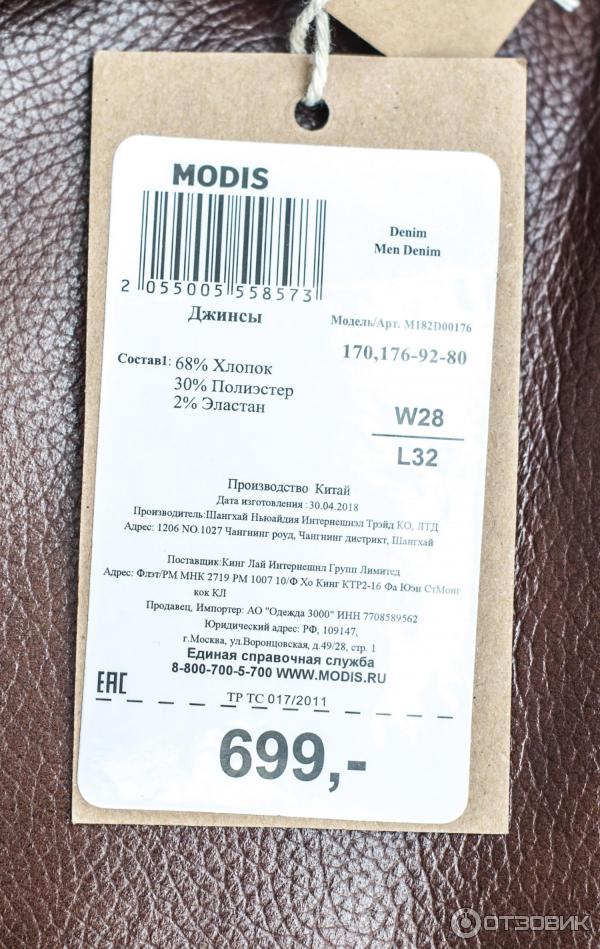 MODIS
Denim
Men Denim
2 055005 558573
Джинсы
Модель/Арт. M182D00176
170,176-92-80
Состав1: 68% Хлопок
30% Полиэстер
2% Эластан
W28
L32
Производство Китай
Дата изготовления :30.04.2018
Производитель:Шангхай Ньюайдия Интернешнэл Трэйд КО, ЛТД
Адрес: 1206 NO.1027 Чангнинг роуд, Чангнинг дистрикт, Шангхай
Поставщик:Кинг Лай Интернешнл Групп Лимитед
Адрес: Флэт/РМ МНК 2719 РМ 1007 10/Ф Хо Кинг КТР2-16 Фа Юэн СтМонг
кок КЛ
Продавец, Импортер: АО "Одежда 3000" ИНН 7708589562
Юридический адрес: РФ, 109147,
г.Москва, ул.Воронцовская, д.49/28, стр. 1
Единая справочная служба
8-800-700-5-700 WWW.MODIS.RU
EAC
ТР ТС 017/2011
699,-
ОТЗОВИК